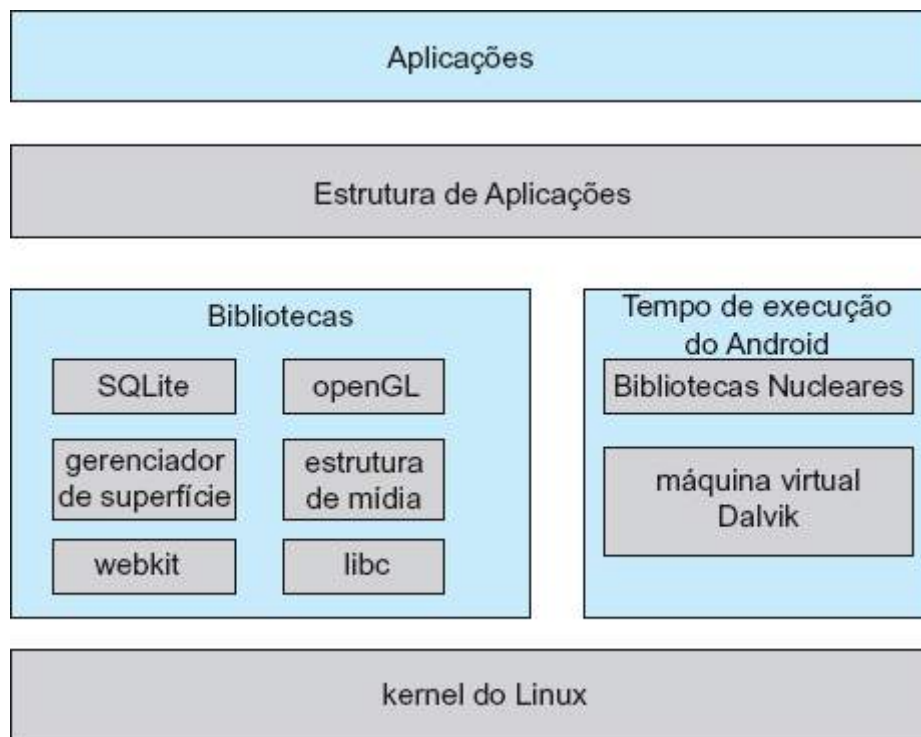 Aplicações
Estrutura de Aplicações
Bibliotecas
SQLite
openGL
gerenciador
de superfície
estrutura
de mídia
webkit
libc
Tempo de execução
do Android
Bibliotecas Nucleares
máquina virtual
Dalvik
kernel do Linux